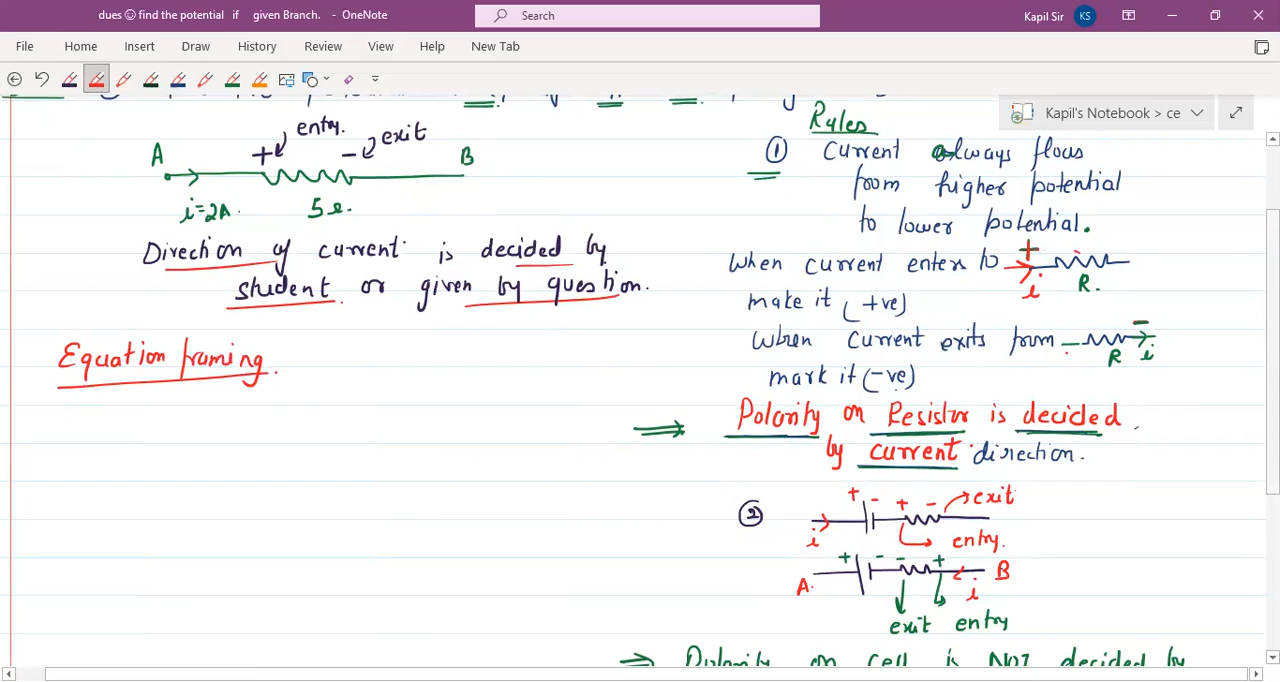 dues ☺ find the potential if given Branch. - OneNote
Search
Kapil Sir
KS
File Home Insert Draw History Review View Help New Tab
Kapil's Notebook > ce
entry.
exit
+ -
A B
i=2A. 5Ω.
Direction of current is decided by
student or given by question.
Equation framing.
Rules
① Current always flows
from higher potential
to lower potential.
When current enters to + i R.
make it (+ve)
When current exits from - R i
mark it (-ve)
⇒ Polarity on Resistor is decided
by current direction.
② + - + - exit
i entry.
A + - - + B
i
exit entry
⇒ Polarity on cell is NOT decided by